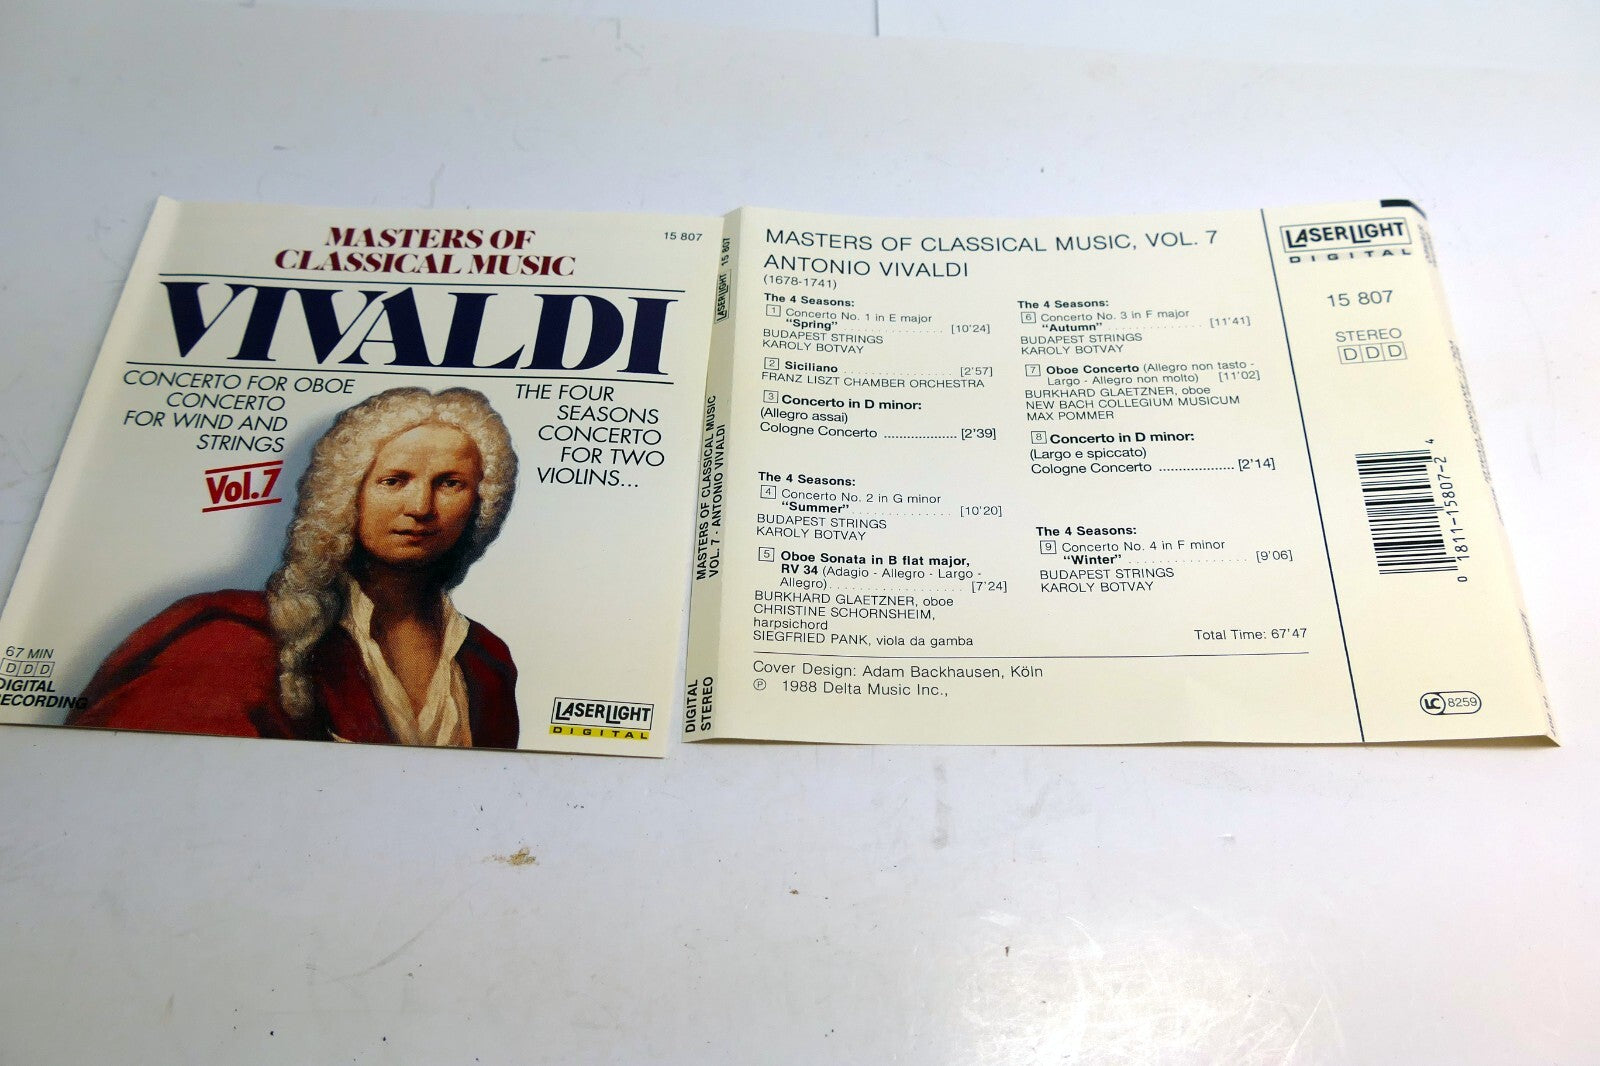 MASTERS OF
CLASSICAL MUSIC
15 807
VIVALDI
CONCERTO FOR OBOE
CONCERTO
FOR WIND AND
STRINGS
THE FOUR
SEASONS
CONCERTO
FOR TWO
VIOLINS...
Vol.7
67 MIN
D D D
DIGITAL
RECORDING
LASERLIGHT
DIGITAL
LASERLIGHT 15 807
MASTERS OF CLASSICAL MUSIC
VOL. 7 · ANTONIO VIVALDI
DIGITAL
STEREO
MASTERS OF CLASSICAL MUSIC, VOL. 7
ANTONIO VIVALDI
(1678-1741)
The 4 Seasons:
1 Concerto No. 1 in E major
"Spring" . . . . . . . . . . . . . . . [10'24]
BUDAPEST STRINGS
KAROLY BOTVAY
2 Siciliano . . . . . . . . . . . . . . . [2'57]
FRANZ LISZT CHAMBER ORCHESTRA
3 Concerto in D minor:
(Allegro assai)
Cologne Concerto ................... [2'39]
The 4 Seasons:
4 Concerto No. 2 in G minor
"Summer" . . . . . . . . . . . . . . [10'20]
BUDAPEST STRINGS
KAROLY BOTVAY
5 Oboe Sonata in B flat major,
RV 34 (Adagio - Allegro - Largo -
Allegro) . . . . . . . . . . . . . . . . . . [7'24]
BURKHARD GLAETZNER, oboe
CHRISTINE SCHORNSHEIM,
harpsichord
SIEGFRIED PANK, viola da gamba
The 4 Seasons:
6 Concerto No. 3 in F major
"Autumn" . . . . . . . . . . . . . . [11'41]
BUDAPEST STRINGS
KAROLY BOTVAY
7 Oboe Concerto (Allegro non tasto -
Largo - Allegro non molto) [11'02]
BURKHARD GLAETZNER, oboe
NEW BACH COLLEGIUM MUSICUM
MAX POMMER
8 Concerto in D minor:
(Largo e spiccato)
Cologne Concerto ................... [2'14]
The 4 Seasons:
9 Concerto No. 4 in F minor
"Winter" . . . . . . . . . . . . . . . . . [9'06]
BUDAPEST STRINGS
KAROLY BOTVAY
Total Time: 67'47
Cover Design: Adam Backhausen, Köln
℗ 1988 Delta Music Inc.,
LASERLIGHT
DIGITAL
15 807
STEREO
D D D
0 1811-15807-2 4
LC 8259